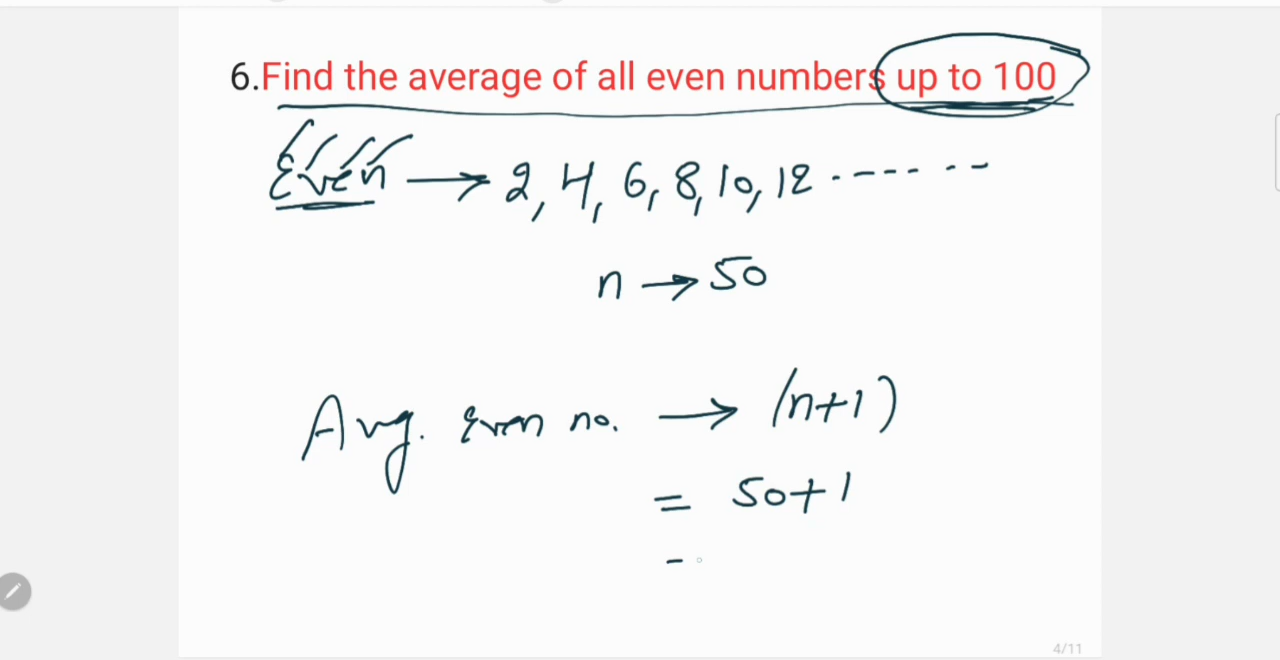 6.Find the average of all even numbers up to 100
Even → 2, 4, 6, 8, 10, 12 ------ --
n → 50
Avg. Even no. → (n+1)
= 50+1
-
4/11